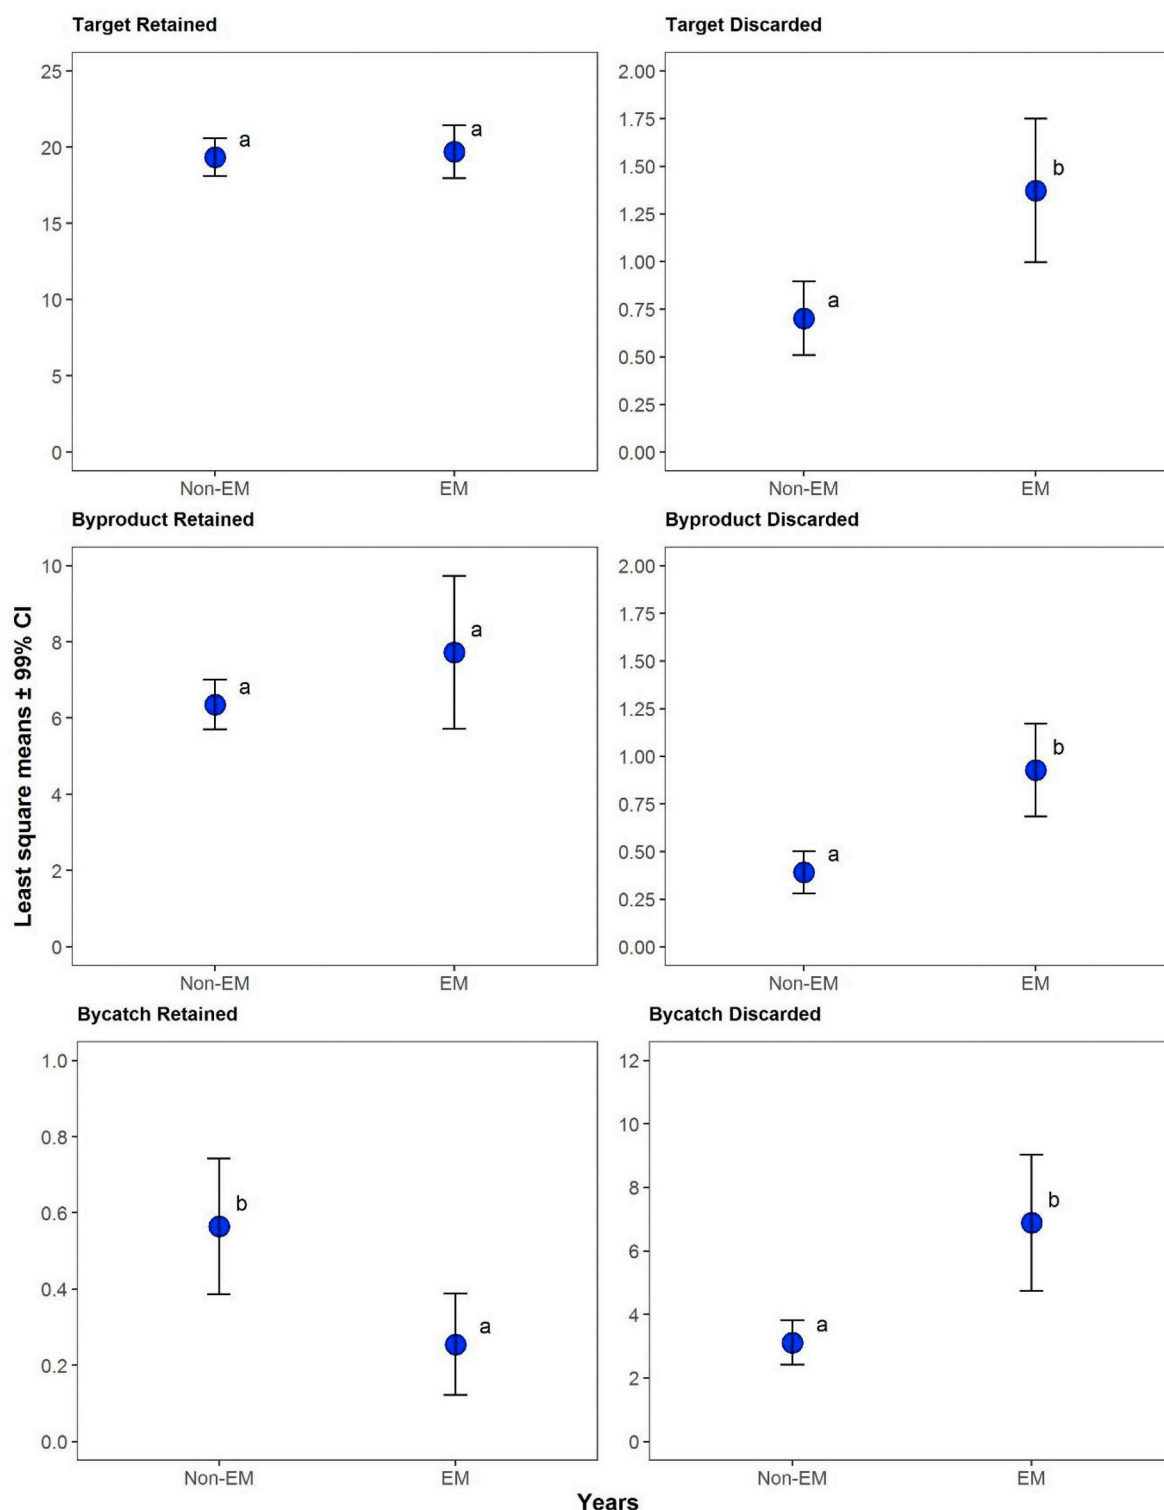 Target Retained
Target Discarded
25
20
15
10
5
0
a
a
Non-EM
EM
2.00
1.75
1.50
1.25
1.00
0.75
0.50
0.25
0.00
a
b
Non-EM
EM
Byproduct Retained
Byproduct Discarded
Least square means ± 99% CI
10
8
6
4
2
0
a
a
Non-EM
EM
2.00
1.75
1.50
1.25
1.00
0.75
0.50
0.25
0.00
a
b
Non-EM
EM
Bycatch Retained
Bycatch Discarded
1.0
0.8
0.6
0.4
0.2
0.0
b
a
Non-EM
EM
12
10
8
6
4
2
0
a
b
Non-EM
EM
Years